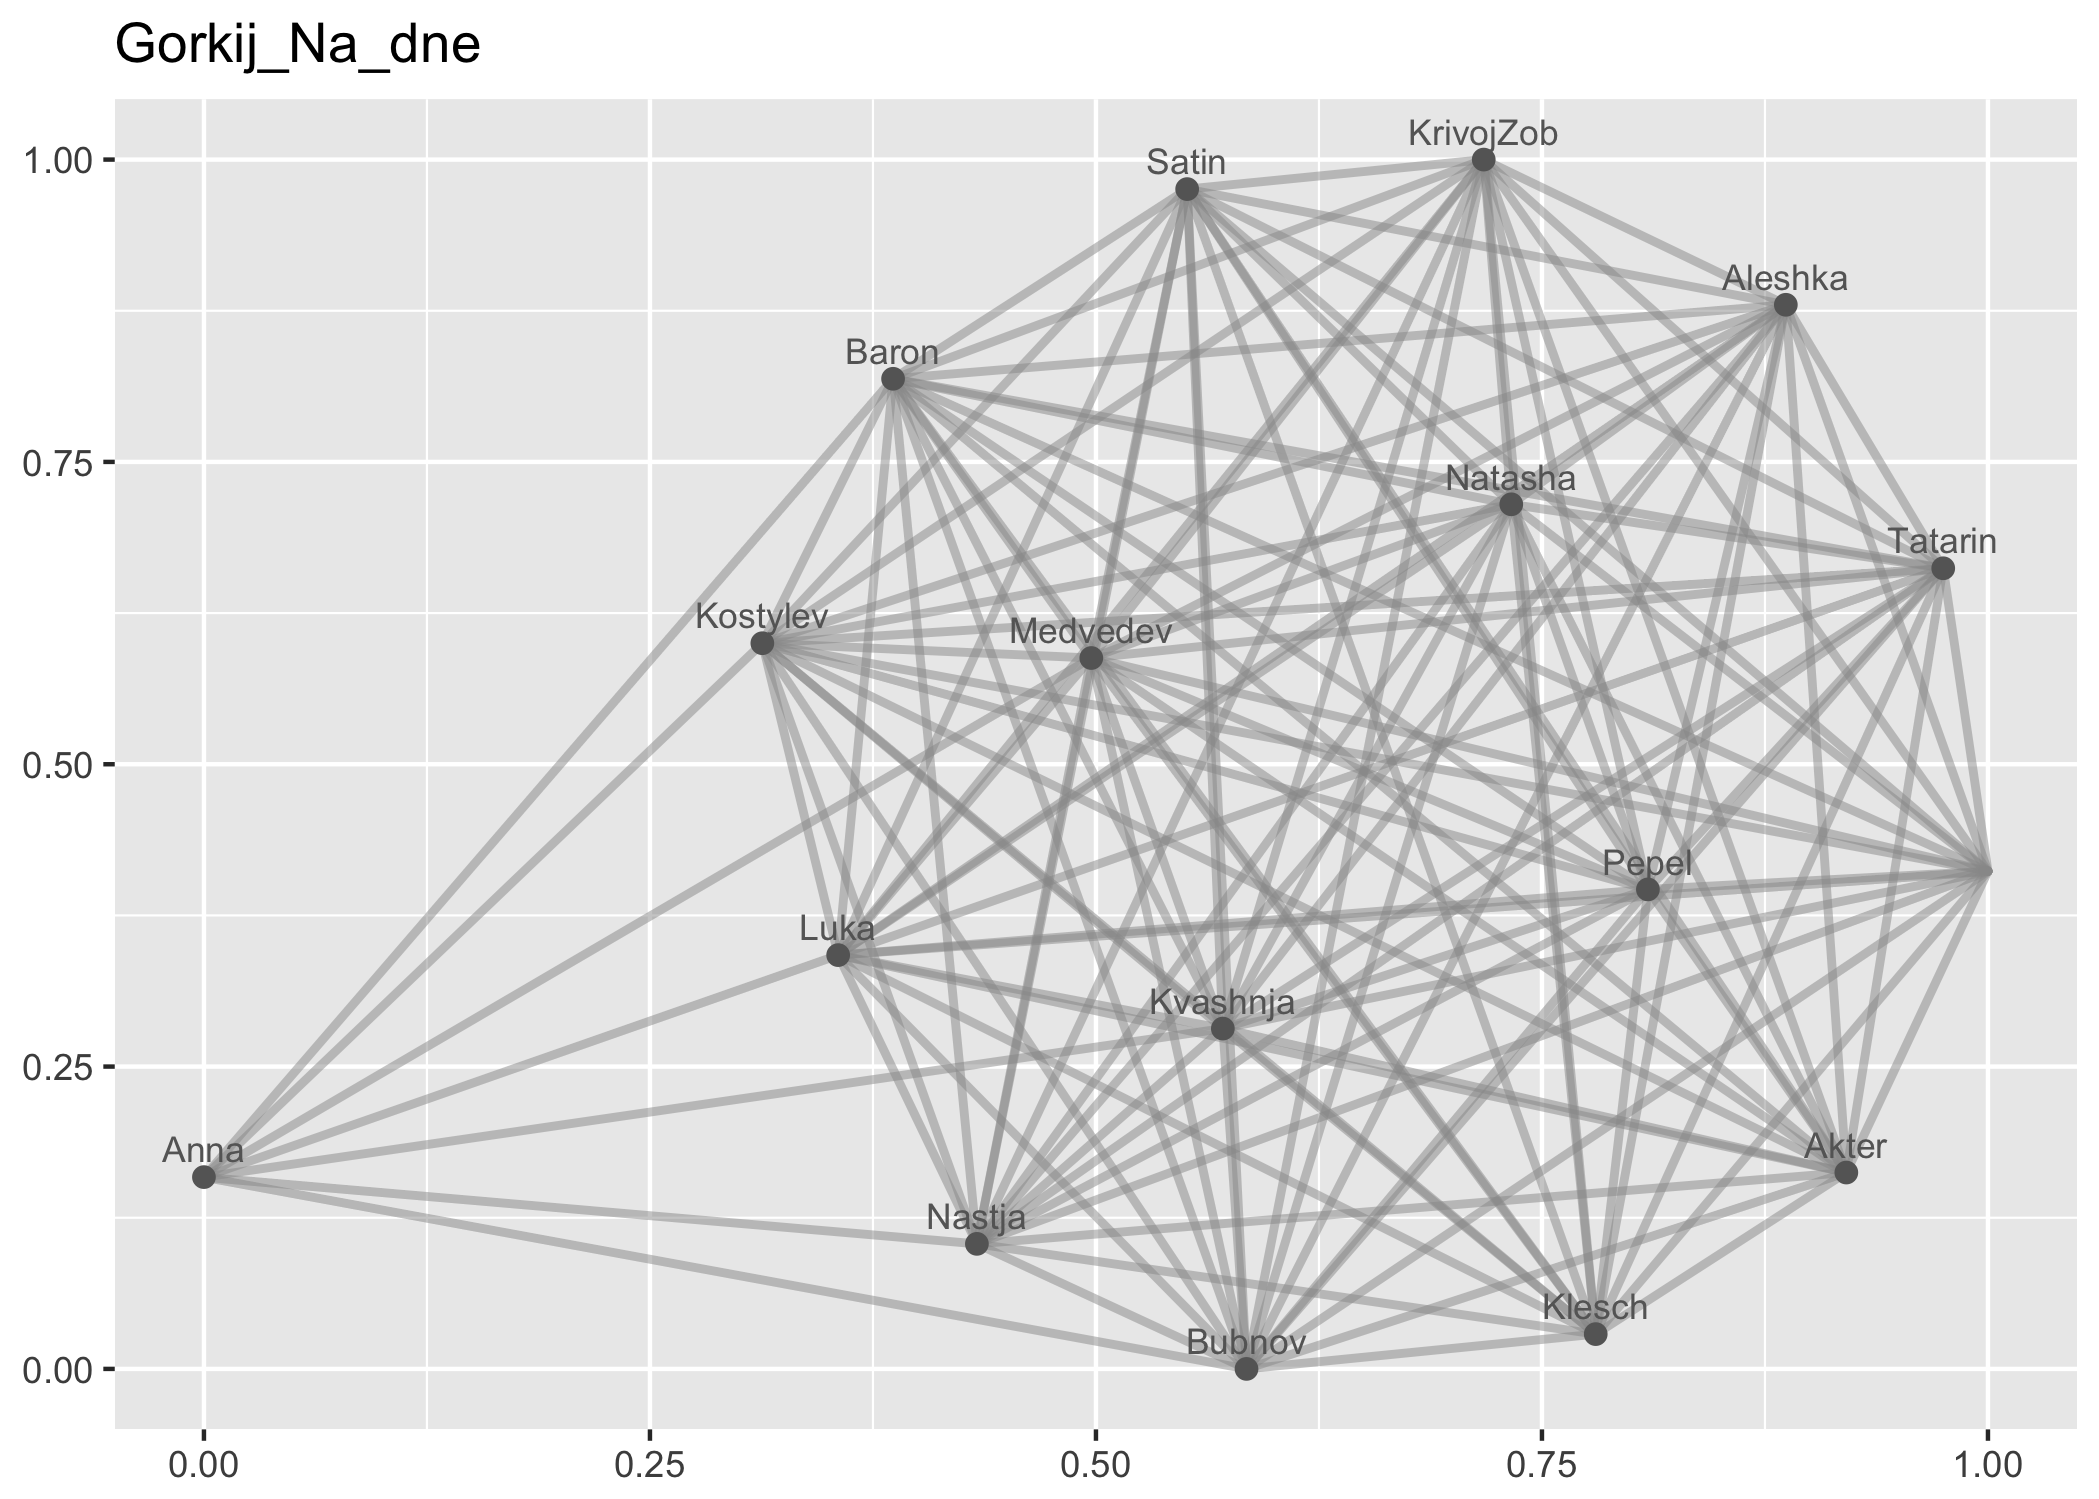 Gorkij_Na_dne
KrivojZob
Satin
Aleshka
Baron
Natasha
Tatarin
Kostylev
Medvedev
Pepel
Luka
Kvashnja
Anna
Akter
Nastja
Klesch
Bubnov
1.00
0.75
0.50
0.25
0.00
0.00
0.25
0.50
0.75
1.00